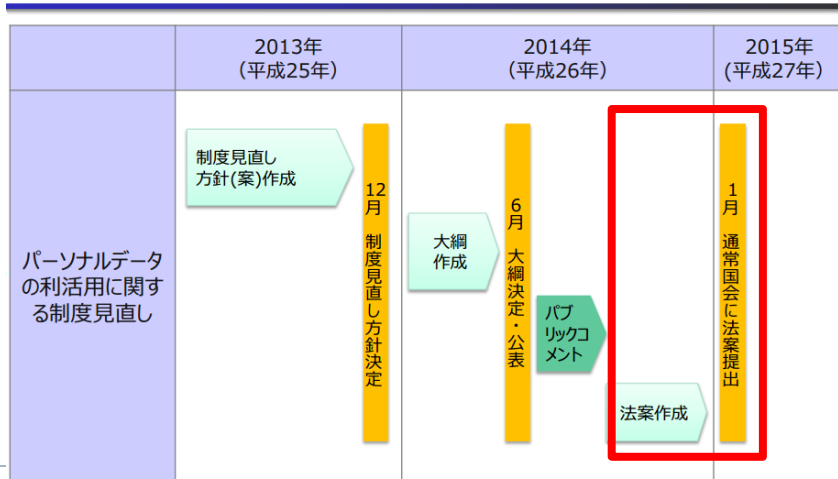 2013年
（平成25年）
2014年
（平成26年）
2015年
（平成27年）
パーソナルデータ
の利活用に関す
る制度見直し
制度見直し
方針(案)作成
12月 制度見直し方針決定
大綱
作成
6月 大綱決定・公表
パブ
リックコ
メント
法案作成
1月 通常国会に法案提出